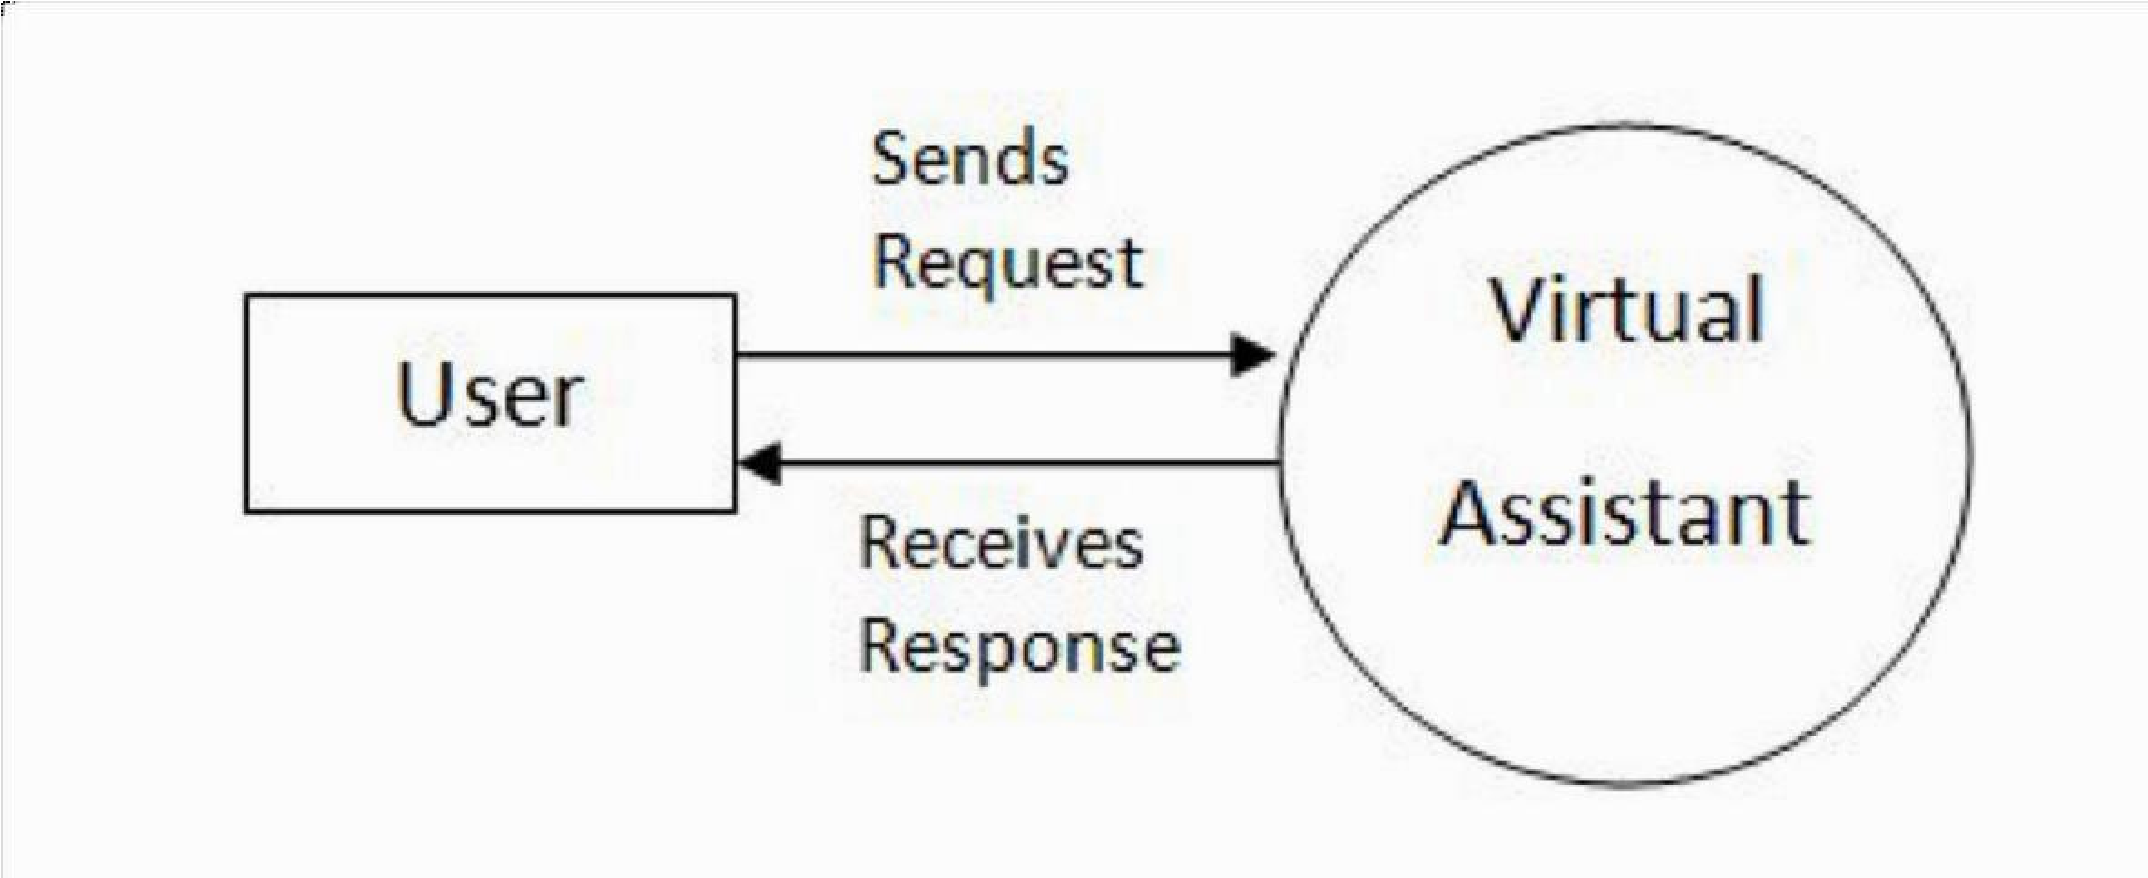 Sends
Request
User
Virtual
Assistant
Receives
Response